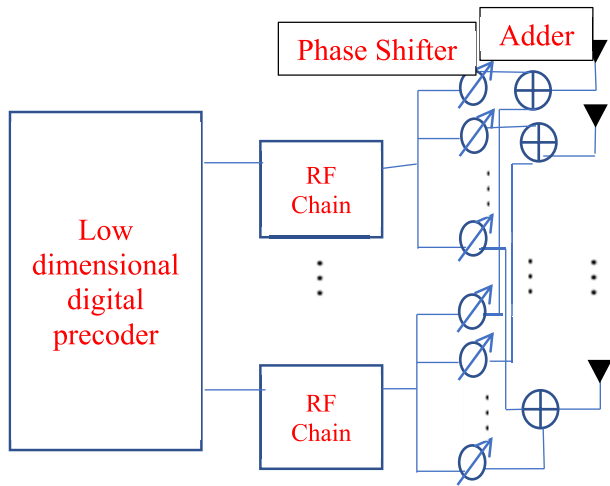 Phase Shifter
Adder
Low
dimensional
digital
precoder
RF
Chain
RF
Chain